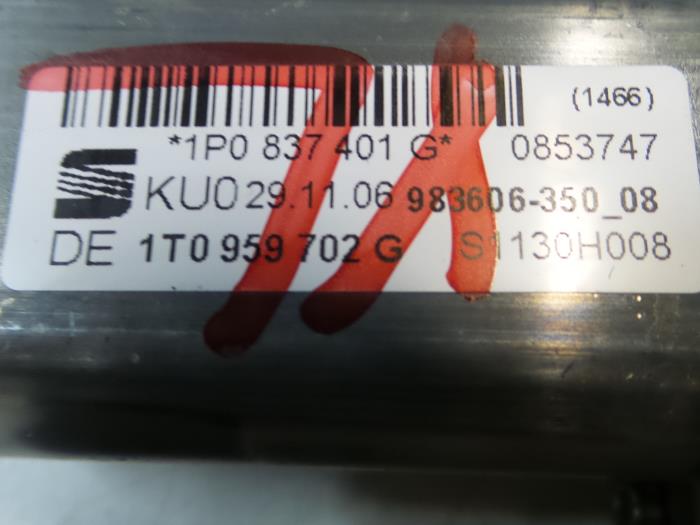 (1466)
*1P0 837 401 G* 0853747
KU0 29.11.06 983606-350_08
DE 1T0 959 702 G S1130H008